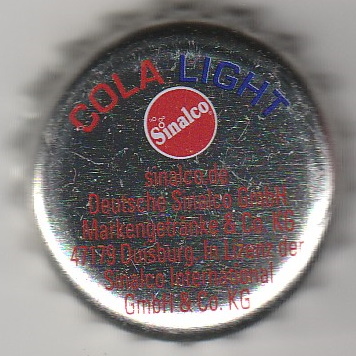 COLA LIGHT
Sinalco
sinalco.de
Deutsche Sinalco GmbH
Markengetränke & Co. KG
47179 Duisburg. In Lizenz der
Sinalco International
GmbH & Co. KG